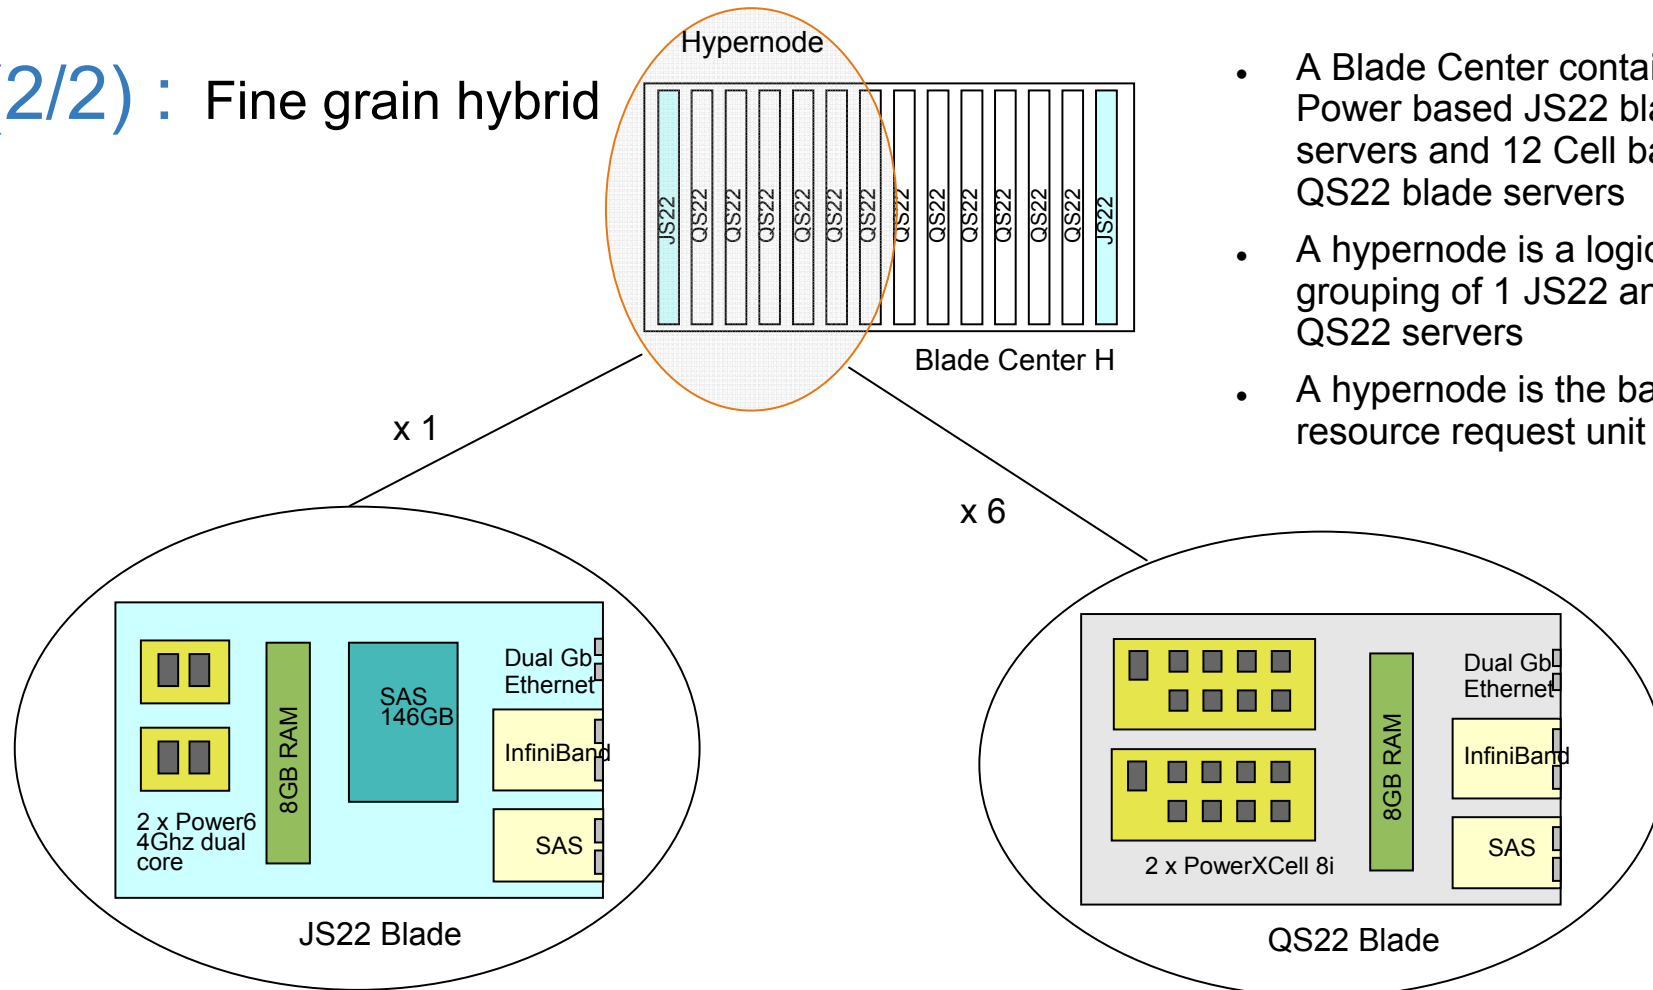 (2/2) : Fine grain hybrid
Hypernode
JS22
QS22
QS22
QS22
QS22
QS22
QS22
QS22
QS22
QS22
QS22
QS22
QS22
JS22
Blade Center H
• A Blade Center contai
Power based JS22 bla
servers and 12 Cell ba
QS22 blade servers
• A hypernode is a logic
grouping of 1 JS22 an
QS22 servers
• A hypernode is the ba
resource request unit
x 1
x 6
2 x Power6
4Ghz dual
core
8GB RAM
SAS
146GB
Dual Gb
Ethernet
InfiniBand
SAS
JS22 Blade
2 x PowerXCell 8i
8GB RAM
Dual Gb
Ethernet
InfiniBand
SAS
QS22 Blade